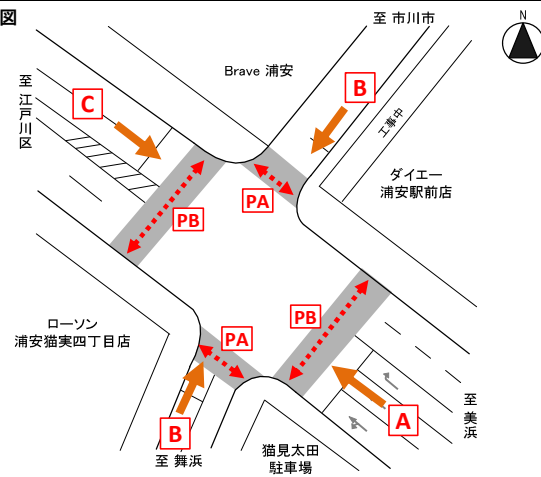 図
至 市川市
N
Brave 浦安
至
江
戸
川
区
C
B
工事中
ダイエー
浦安駅前店
PA
PB
PB
PA
ローソン
浦安猫実四丁目店
A
至
美
浜
B
至 舞浜
猫見太田
駐車場